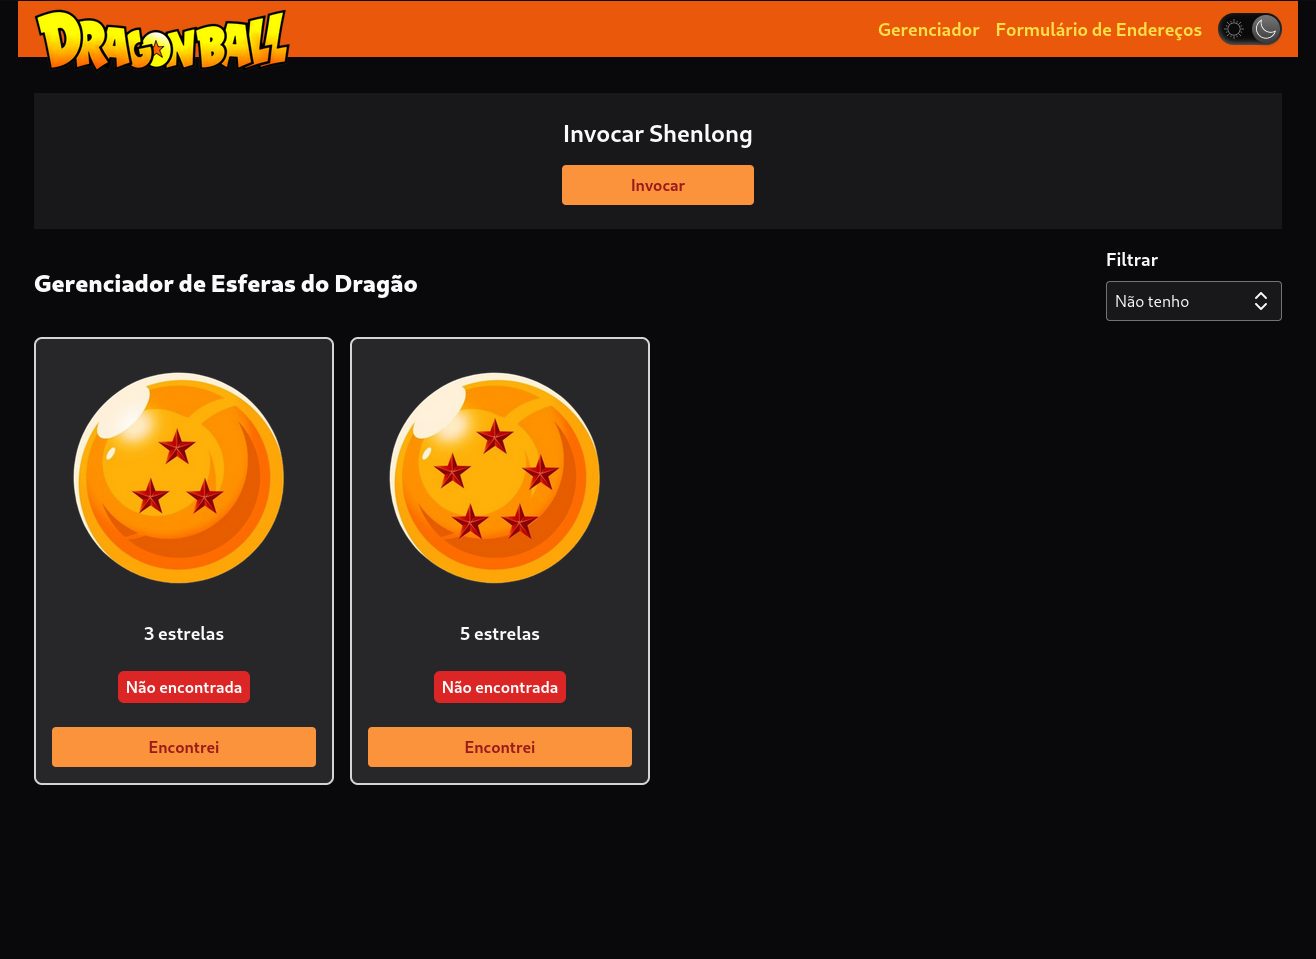 DRAGONBALL
Gerenciador Formulário de Endereços
Invocar Shenlong
Invocar
Gerenciador de Esferas do Dragão
Filtrar
Não tenho
3 estrelas
Não encontrada
Encontrei
5 estrelas
Não encontrada
Encontrei